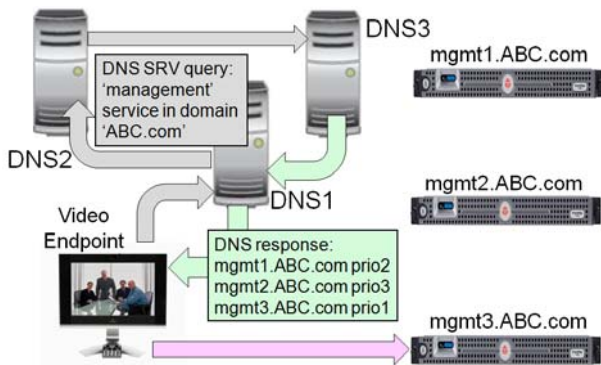 DNS3
DNS SRV query:
'management'
service in domain
'ABC.com'
DNS2
DNS1
Video
Endpoint
DNS response:
mgmt1.ABC.com prio2
mgmt2.ABC.com prio3
mgmt3.ABC.com prio1
mgmt1.ABC.com
mgmt2.ABC.com
mgmt3.ABC.com